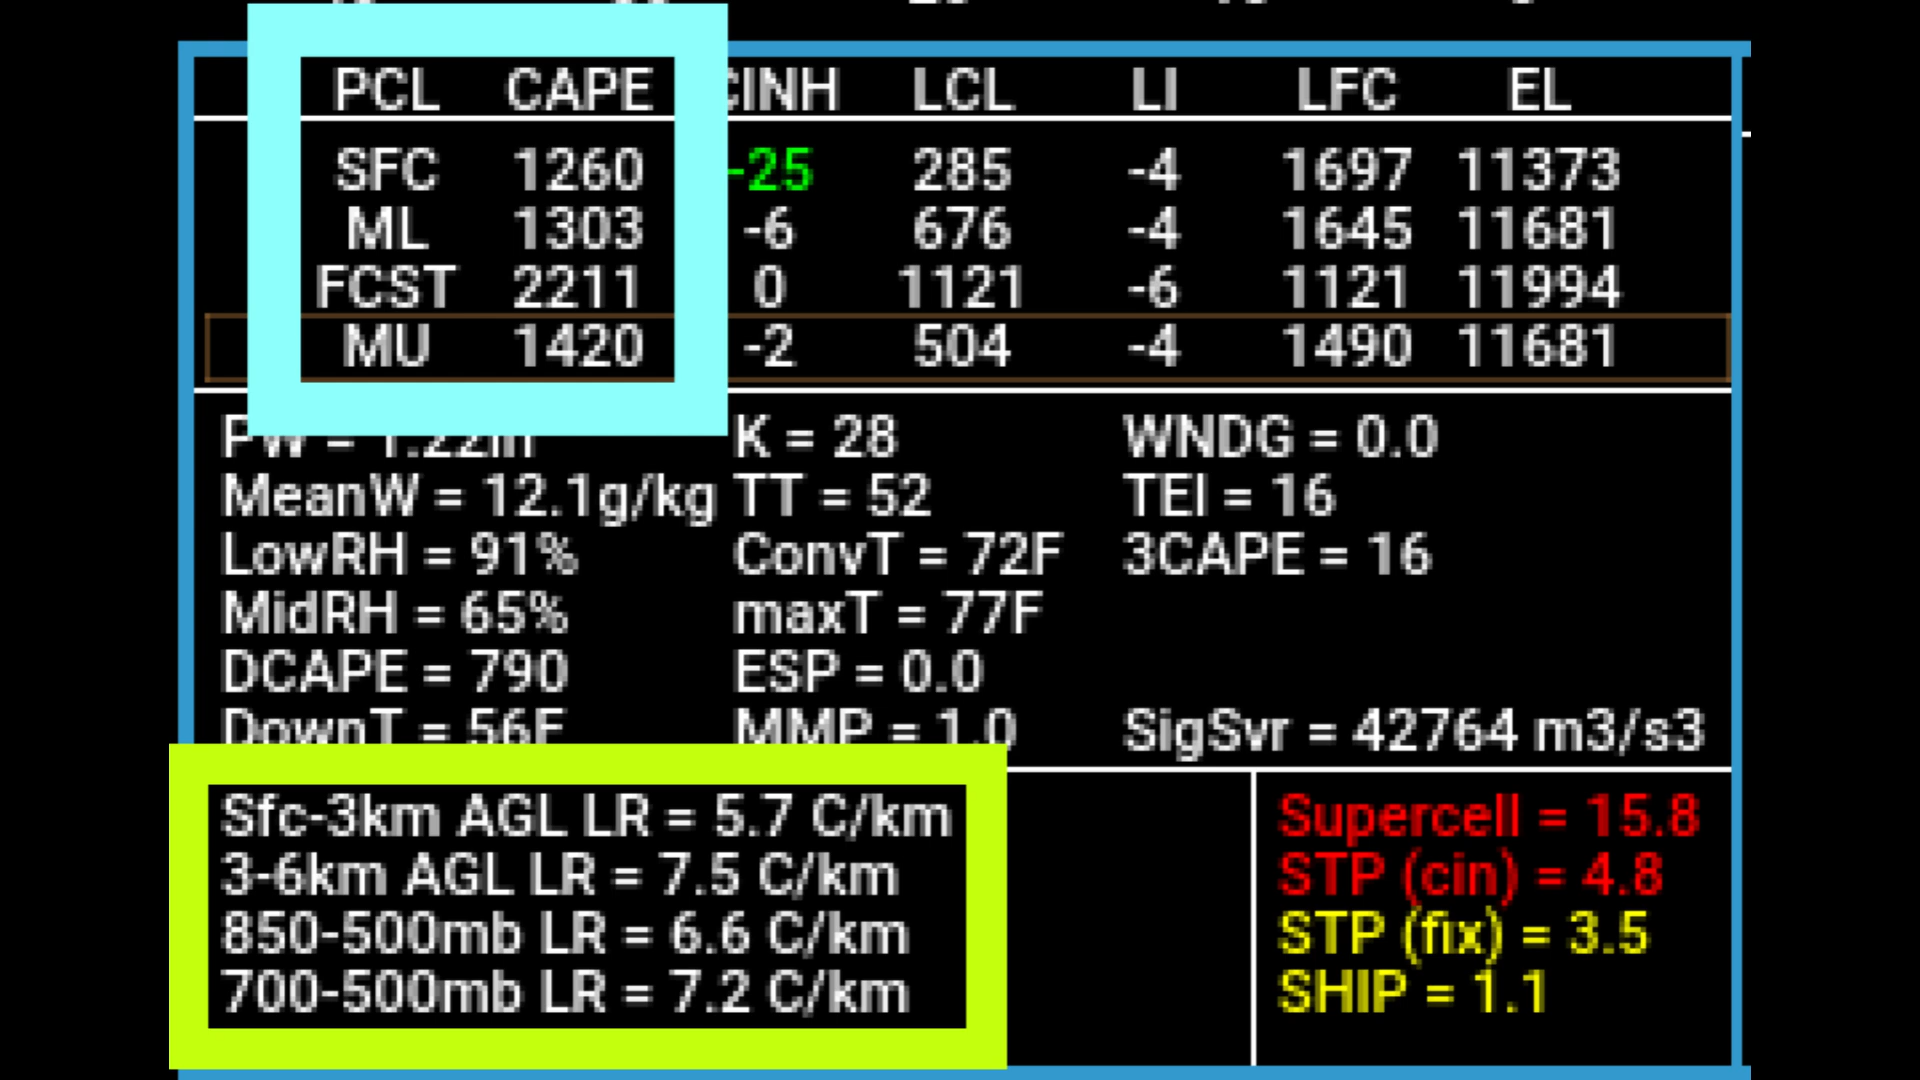 PCL CAPE CINH LCL LI LFC EL
SFC 1260 -25 285 -4 1697 11373
ML 1303 -6 676 -4 1645 11681
FCST 2211 0 1121 -6 1121 11994
MU 1420 -2 504 -4 1490 11681
PW = 1.22in K = 28 WNDG = 0.0
MeanW = 12.1g/kg TT = 52 TEI = 16
LowRH = 91% ConvT = 72F 3CAPE = 16
MidRH = 65% maxT = 77F
DCAPE = 790 ESP = 0.0
DownT = 56F MMP = 1.0 SigSvr = 42764 m3/s3
Sfc-3km AGL LR = 5.7 C/km Supercell = 15.8
3-6km AGL LR = 7.5 C/km STP (cin) = 4.8
850-500mb LR = 6.6 C/km STP (fix) = 3.5
700-500mb LR = 7.2 C/km SHIP = 1.1